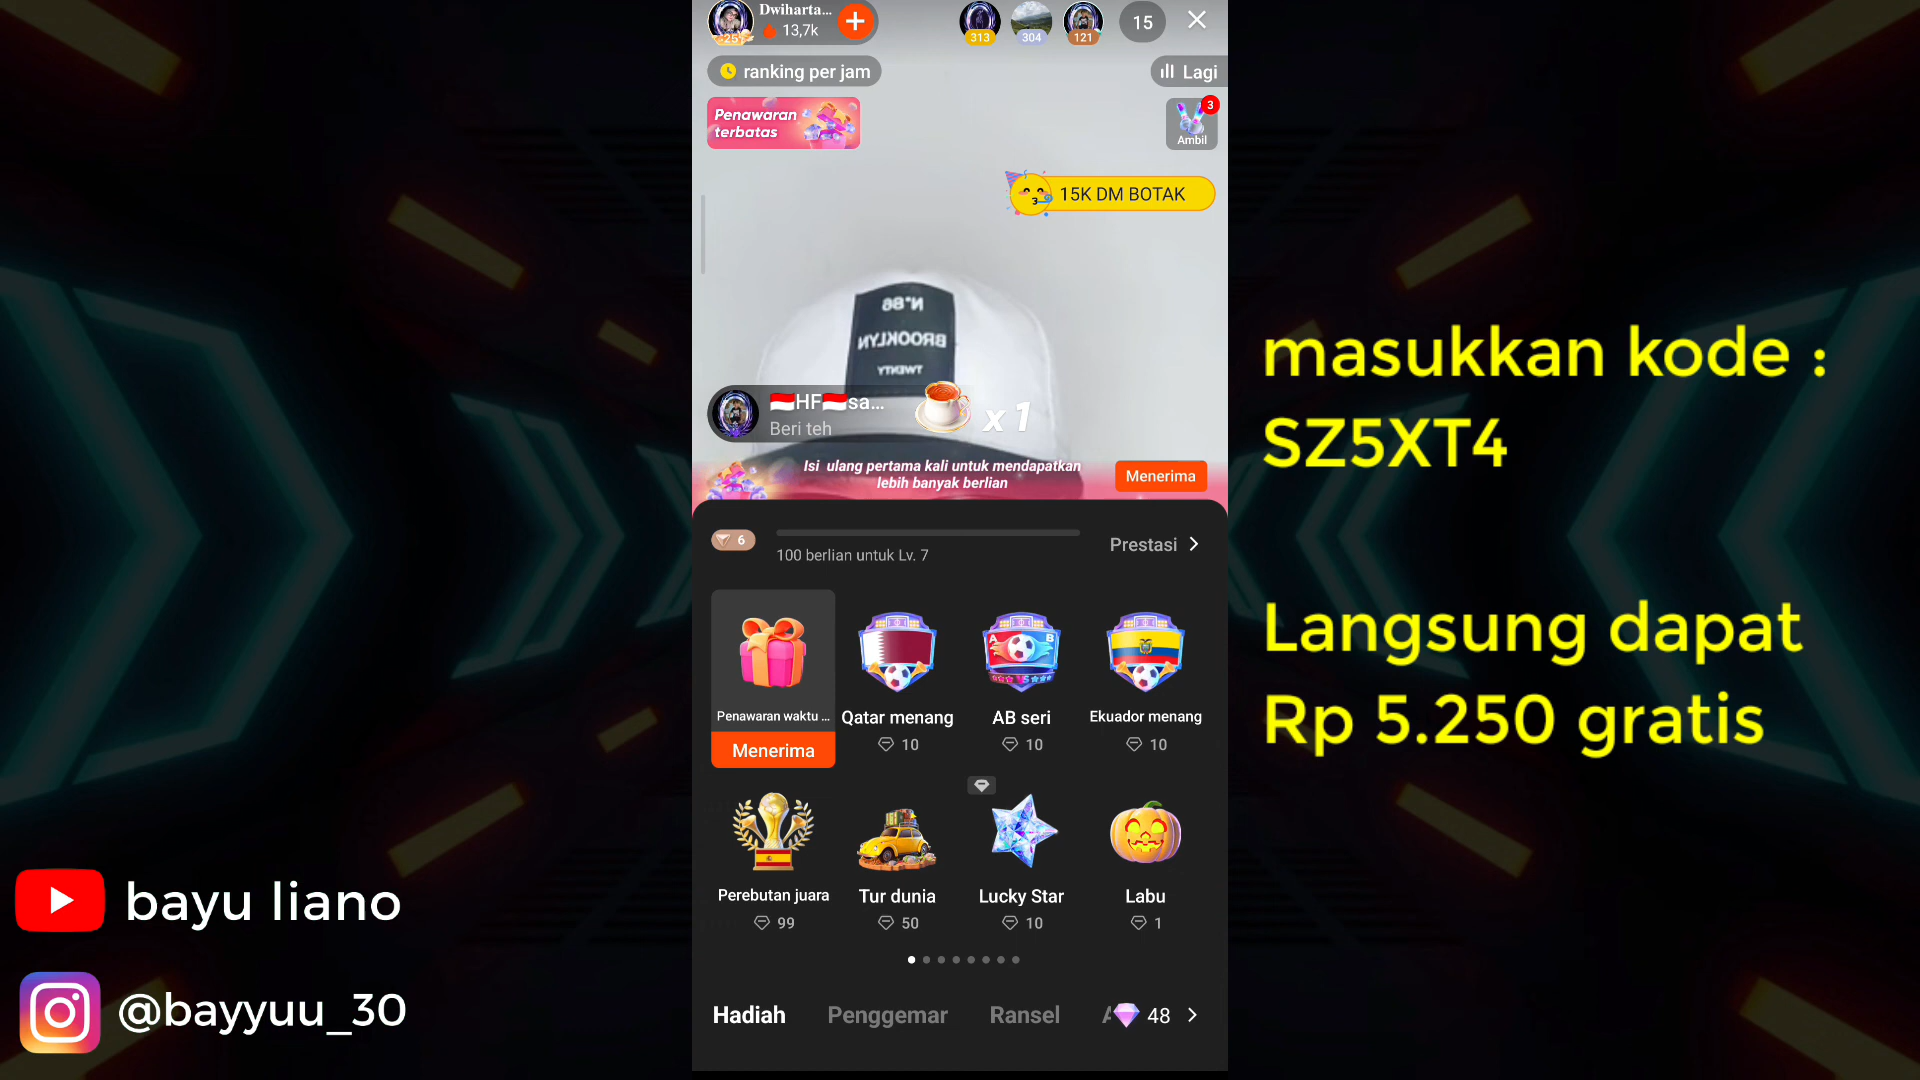 Dwiharta...
13,7k
25
313
304
121
15
ranking per jam
Lagi
Penawaran
terbatas
3
Ambil
15K DM BOTAK
N°86
BROOKLYN
TWENTY
HF sa...
Beri teh
x 1
Isi ulang pertama kali untuk mendapatkan
lebih banyak berlian
Menerima
6
100 berlian untuk Lv. 7
Prestasi
Penawaran waktu ...
Menerima
Qatar menang
10
A B
S
AB seri
10
Ekuador menang
10
Perebutan juara
99
Tur dunia
50
Lucky Star
10
Labu
1
Hadiah
Penggemar
Ransel
48
masukkan kode :
SZ5XT4
Langsung dapat
Rp 5.250 gratis
bayu liano
@bayyuu_30